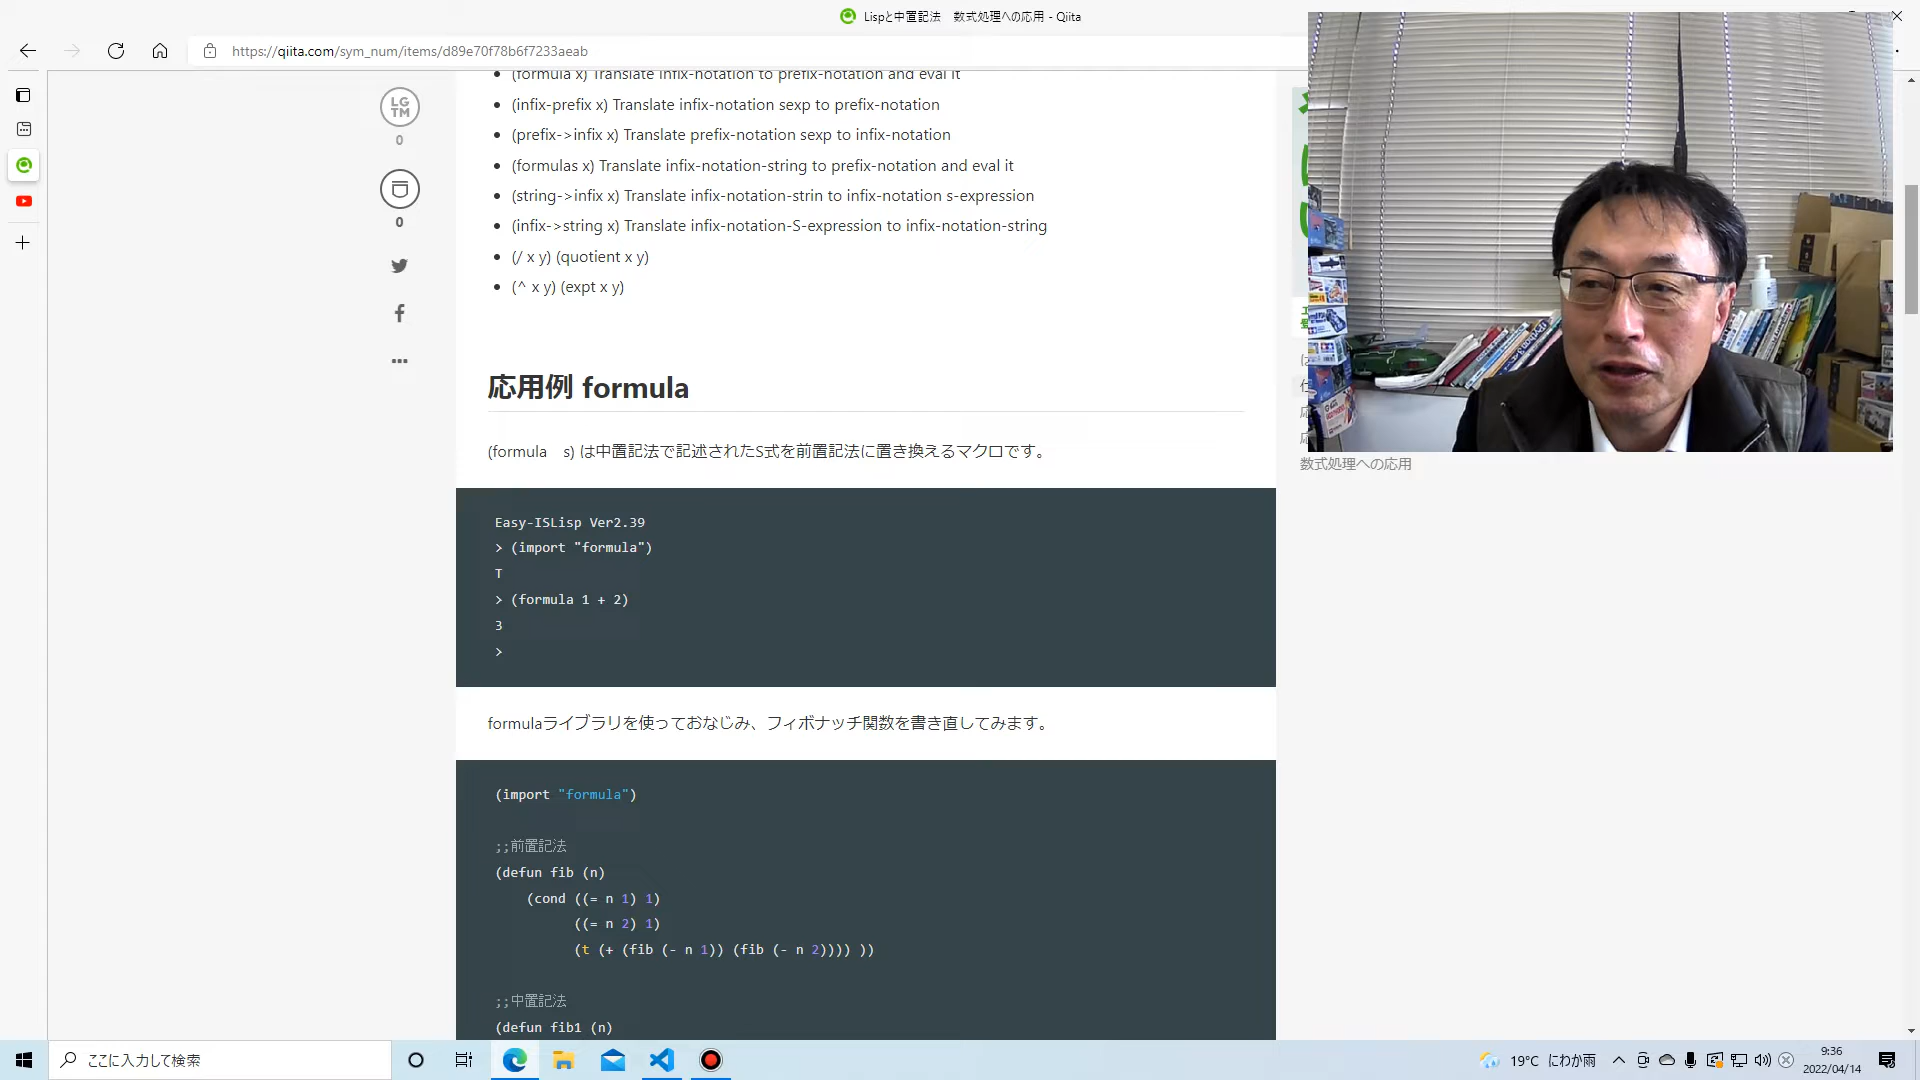 Lispと中置記法　数式処理への応用 - Qiita
https://qiita.com/sym_num/items/d89e70f78b6f7233aeab
(formula x) Translate infix-notation to prefix-notation and eval it
LG
TM
0
(infix-prefix x) Translate infix-notation sexp to prefix-notation
(prefix->infix x) Translate prefix-notation sexp to infix-notation
(formulas x) Translate infix-notation-string to prefix-notation and eval it
(string->infix x) Translate infix-notation-strin to infix-notation s-expression
0
(infix->string x) Translate infix-notation-S-expression to infix-notation-string
(/ x y) (quotient x y)
(^ x y) (expt x y)
応用例 formula
(formula　s) は中置記法で記述されたS式を前置記法に置き換えるマクロです。
数式処理への応用
Easy-ISLisp Ver2.39
> (import "formula")
T
> (formula 1 + 2)
3
>
formulaライブラリを使っておなじみ、フィボナッチ関数を書き直してみます。
(import "formula")
;;前置記法
(defun fib (n)
(cond ((= n 1) 1)
((= n 2) 1)
(t (+ (fib (- n 1)) (fib (- n 2)))) ))
;;中置記法
(defun fib1 (n)
ここに入力して検索
19°C にわか雨
9:36
2022/04/14